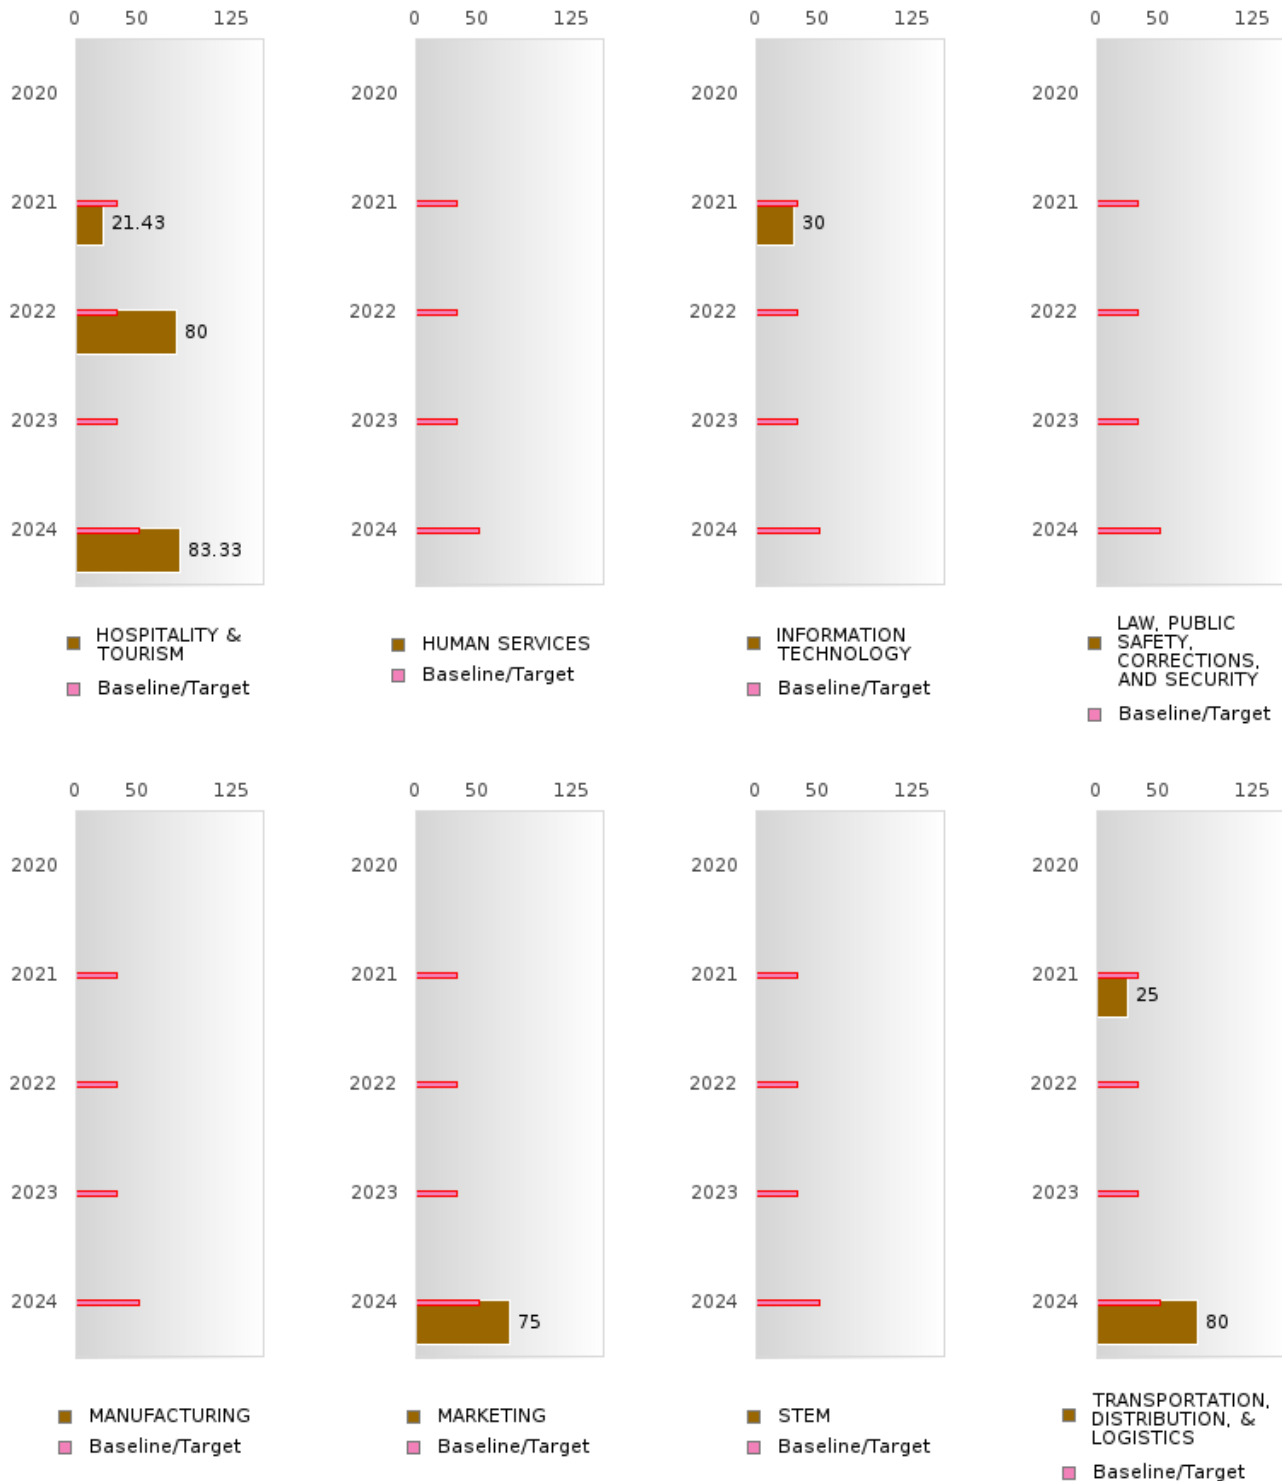 0 50 125 0 50 125 0 50 125 0 50 125
2020 2020 2020 2020
2021 2021 2021 2021
21.43 30
2022 2022 2022 2022
80
2023 2023 2023 2023
2024 2024 2024 2024
83.33
HOSPITALITY &
TOURISM
Baseline/Target
HUMAN SERVICES
Baseline/Target
INFORMATION
TECHNOLOGY
Baseline/Target
LAW, PUBLIC
SAFETY,
CORRECTIONS,
AND SECURITY
Baseline/Target
0 50 125 0 50 125 0 50 125 0 50 125
2020 2020 2020 2020
2021 2021 2021 2021
25
2022 2022 2022 2022
2023 2023 2023 2023
2024 2024 2024 2024
75 80
MANUFACTURING
Baseline/Target
MARKETING
Baseline/Target
STEM
Baseline/Target
TRANSPORTATION,
DISTRIBUTION, &
LOGISTICS
Baseline/Target